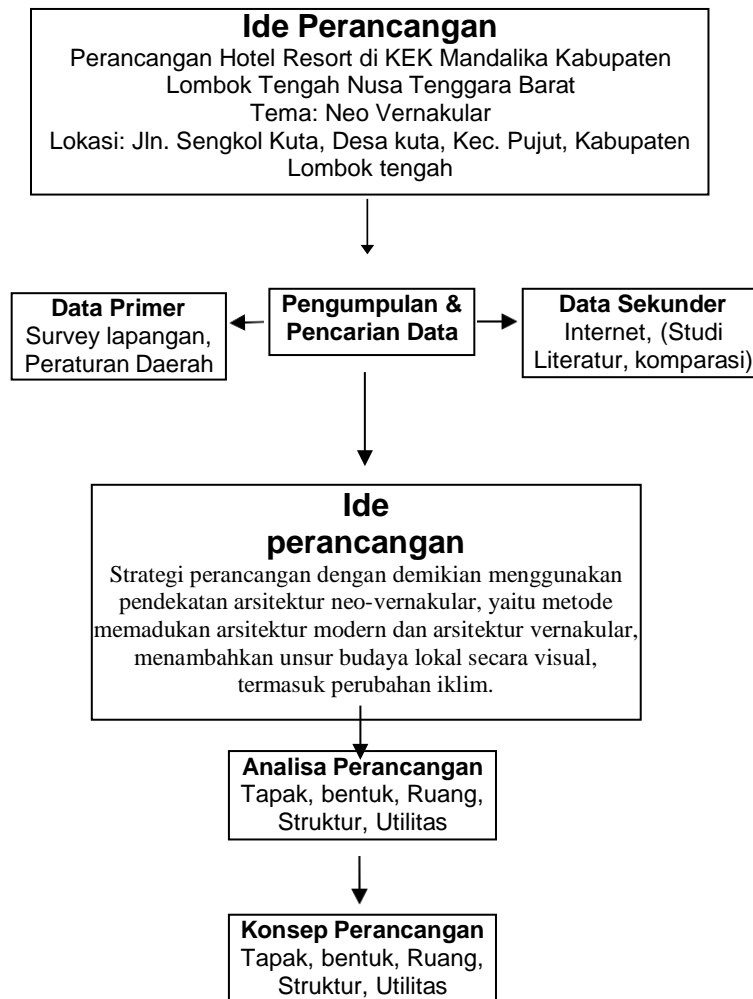 Ide Perancangan
Perancangan Hotel Resort di KEK Mandalika Kabupaten
Lombok Tengah Nusa Tenggara Barat
Tema: Neo Vernakular
Lokasi: Jln. Sengkol Kuta, Desa kuta, Kec. Pujut, Kabupaten
Lombok tengah
Data Primer
Survey lapangan,
Peraturan Daerah
Pengumpulan &
Pencarian Data
Data Sekunder
Internet, (Studi
Literatur, komparasi)
Ide
perancangan
Strategi perancangan dengan demikian menggunakan
pendekatan arsitektur neo-vernakular, yaitu metode
memadukan arsitektur modern dan arsitektur vernakular,
menambahkan unsur budaya lokal secara visual,
termasuk perubahan iklim.
Analisa Perancangan
Tapak, bentuk, Ruang,
Struktur, Utilitas
Konsep Perancangan
Tapak, bentuk, Ruang,
Struktur, Utilitas